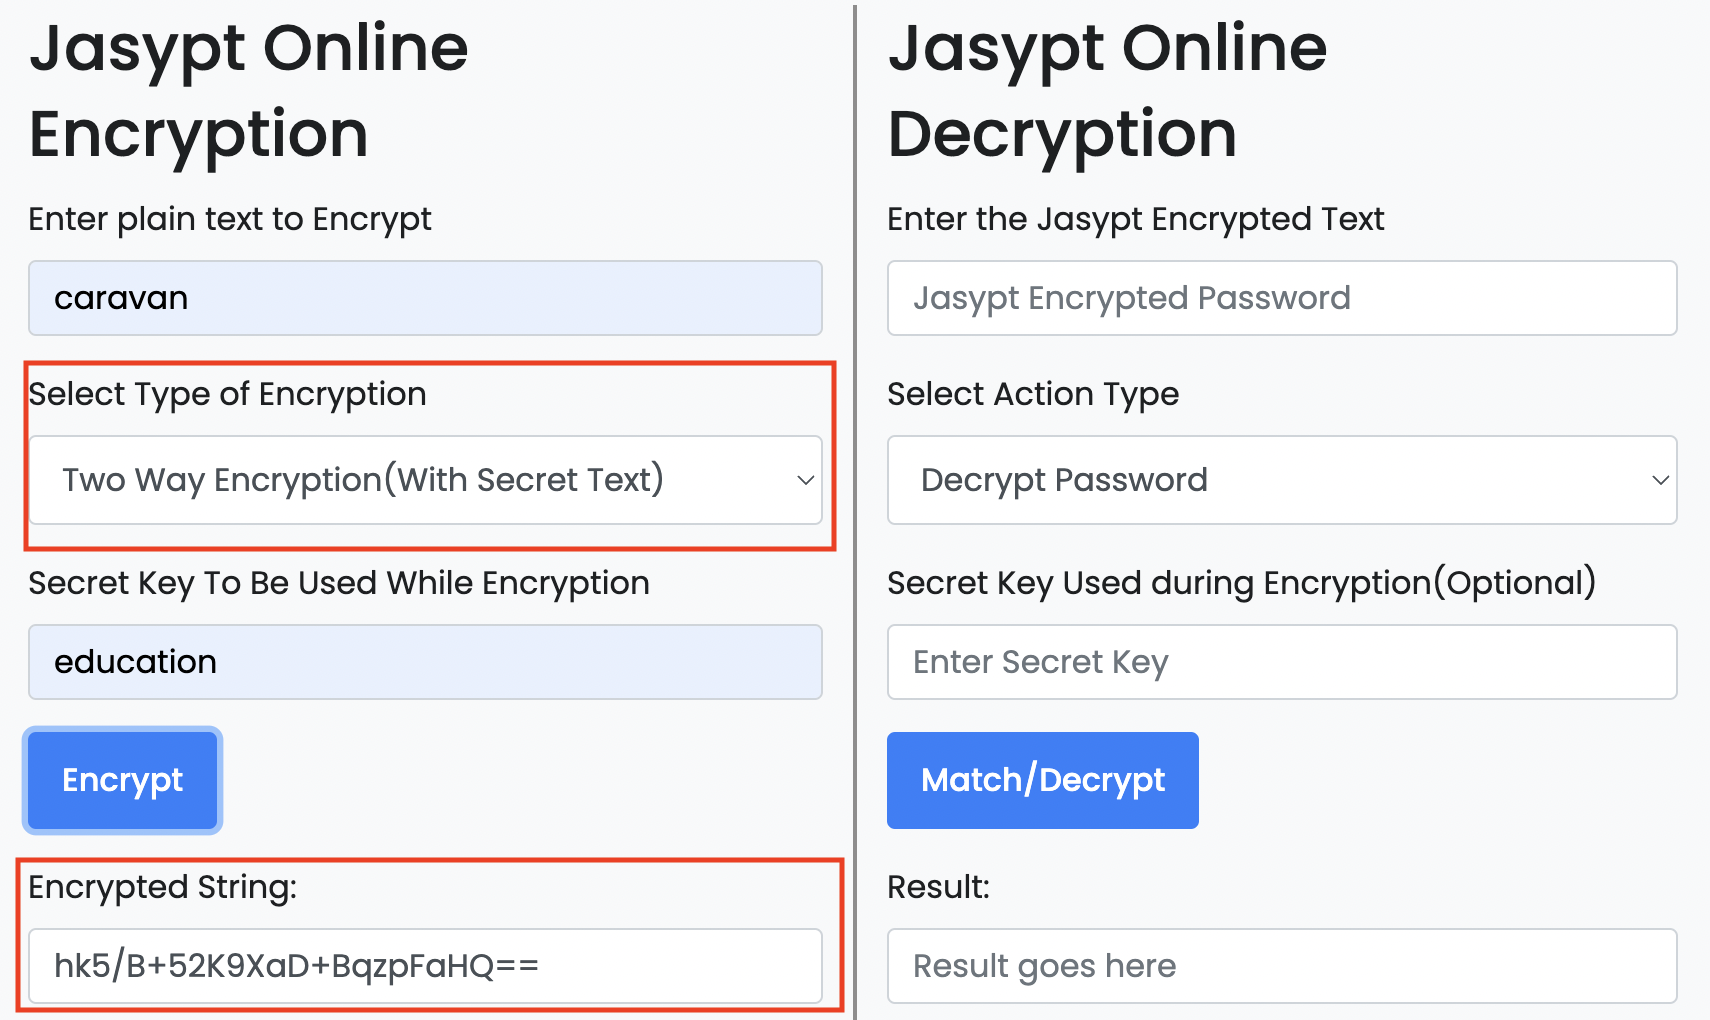 Jasypt Online
Encryption
Enter plain text to Encrypt
caravan
Select Type of Encryption
Two Way Encryption(With Secret Text)
Secret Key To Be Used While Encryption
education
Encrypt
Encrypted String:
hk5/B+52K9XaD+BqzpFaHQ==
Jasypt Online
Decryption
Enter the Jasypt Encrypted Text
Jasypt Encrypted Password
Select Action Type
Decrypt Password
Secret Key Used during Encryption(Optional)
Enter Secret Key
Match/Decrypt
Result:
Result goes here